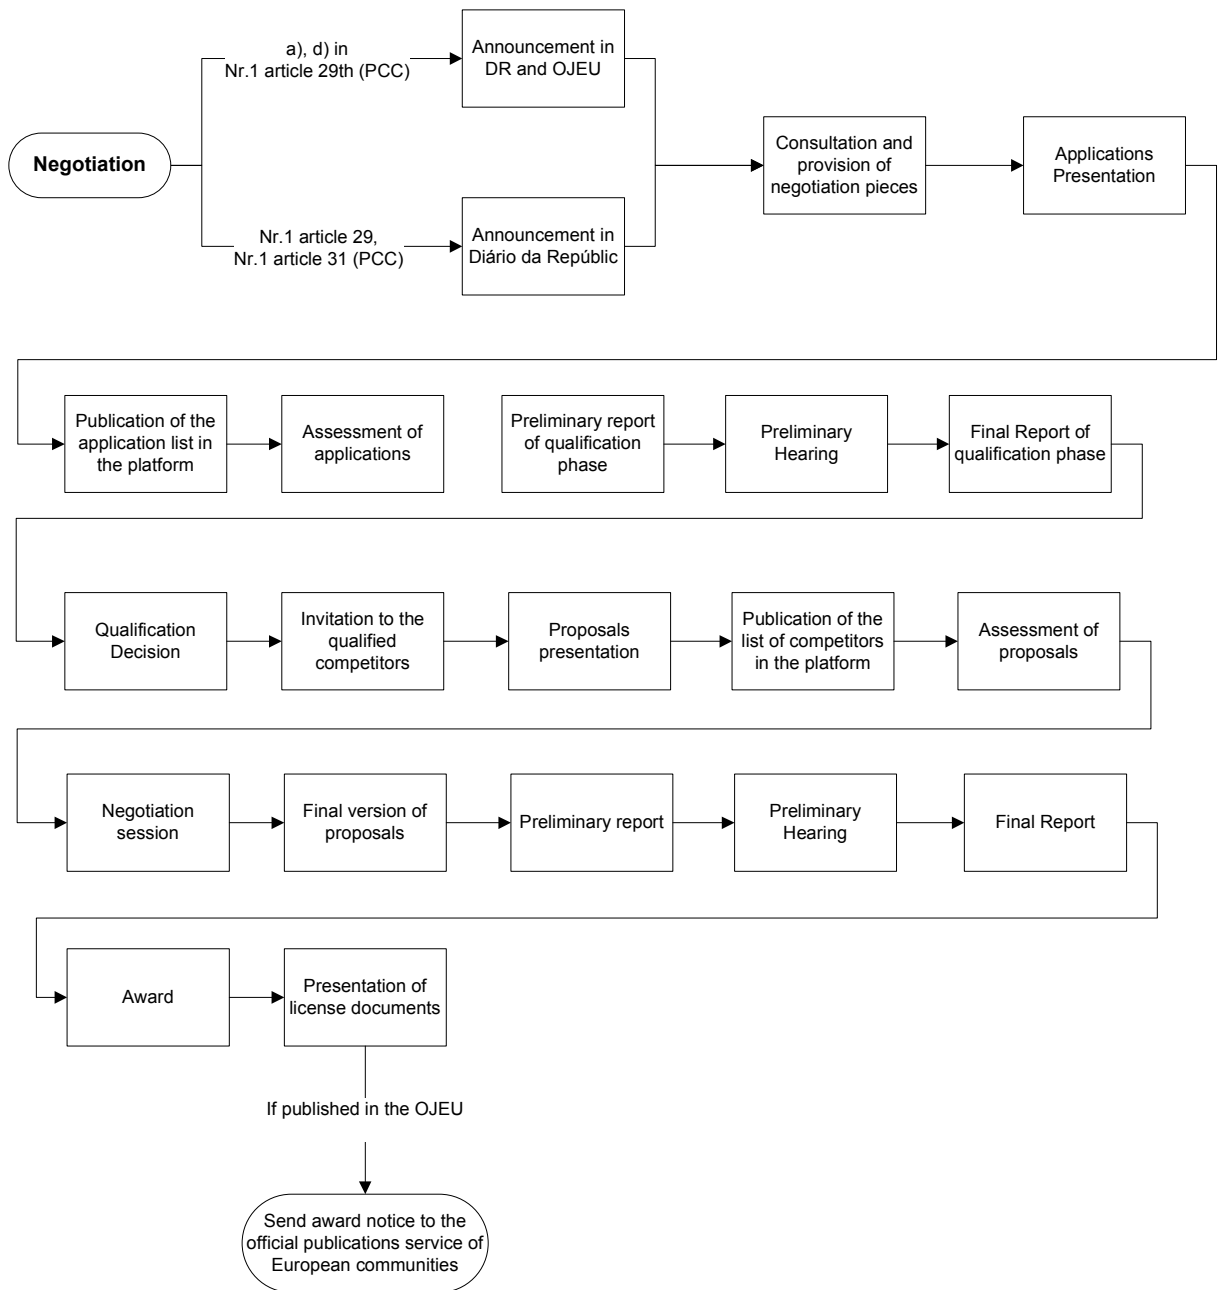 a), d) in
Nr.1 article 29th (PCC)
Announcement in
DR and OJEU
Negotiation
Consultation and
provision of
negotiation pieces
Applications
Presentation
Nr.1 article 29,
Nr.1 article 31 (PCC)
Announcement in
Diário da Repúblic
Publication of the
application list in
the platform
Assessment of
applications
Preliminary report
of qualification
phase
Preliminary
Hearing
Final Report of
qualification phase
Qualification
Decision
Invitation to the
qualified
competitors
Proposals
presentation
Publication of the
list of competitors
in the platform
Assessment of
proposals
Negotiation
session
Final version of
proposals
Preliminary report
Preliminary
Hearing
Final Report
Award
Presentation of
license documents
If published in the OJEU
Send award notice to the
official publications service of
European communities